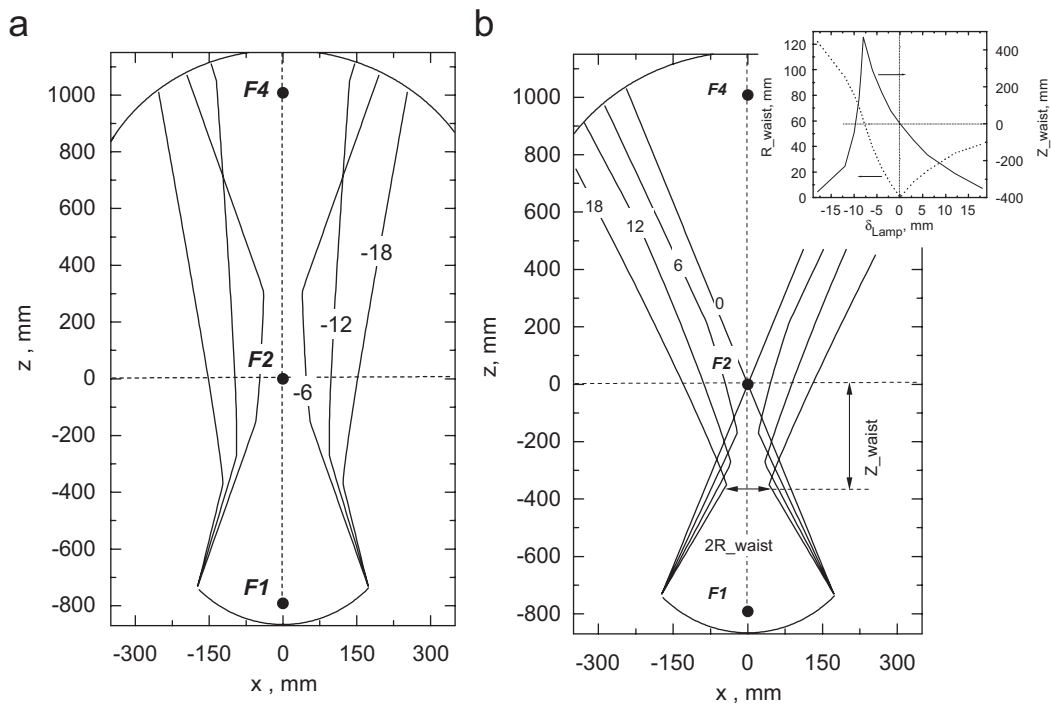 a
F4
F2
F1
-18
-12
-6
1000
800
600
400
200
0
-200
-400
-600
-800
z , mm
-300 -150 0 150 300
x , mm
b
F4
F2
F1
18
12
6
0
1000
800
600
400
200
0
-200
-400
-600
-800
z, mm
Z_waist
2R_waist
-300 -150 0 150 300
x , mm
120
100
80
60
40
20
0
R_waist, mm
400
200
0
-200
-400
Z_waist, mm
-15 -10 -5 0 5 10 15
δLamp, mm